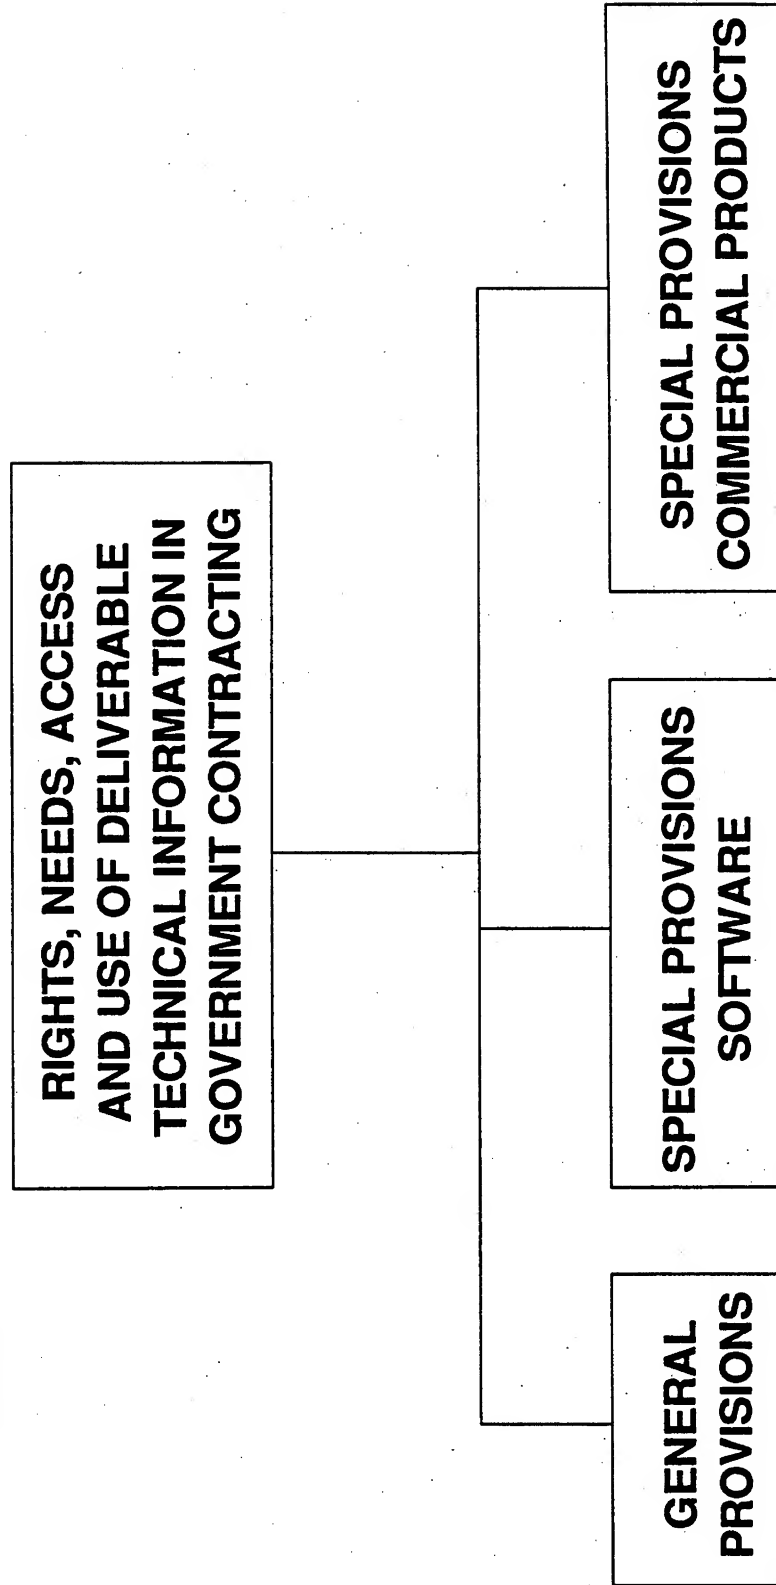 RIGHTS, NEEDS, ACCESS
AND USE OF DELIVERABLE
TECHNICAL INFORMATION IN
GOVERNMENT CONTRACTING
GENERAL
PROVISIONS
SPECIAL PROVISIONS
SOFTWARE
SPECIAL PROVISIONS
COMMERCIAL PRODUCTS